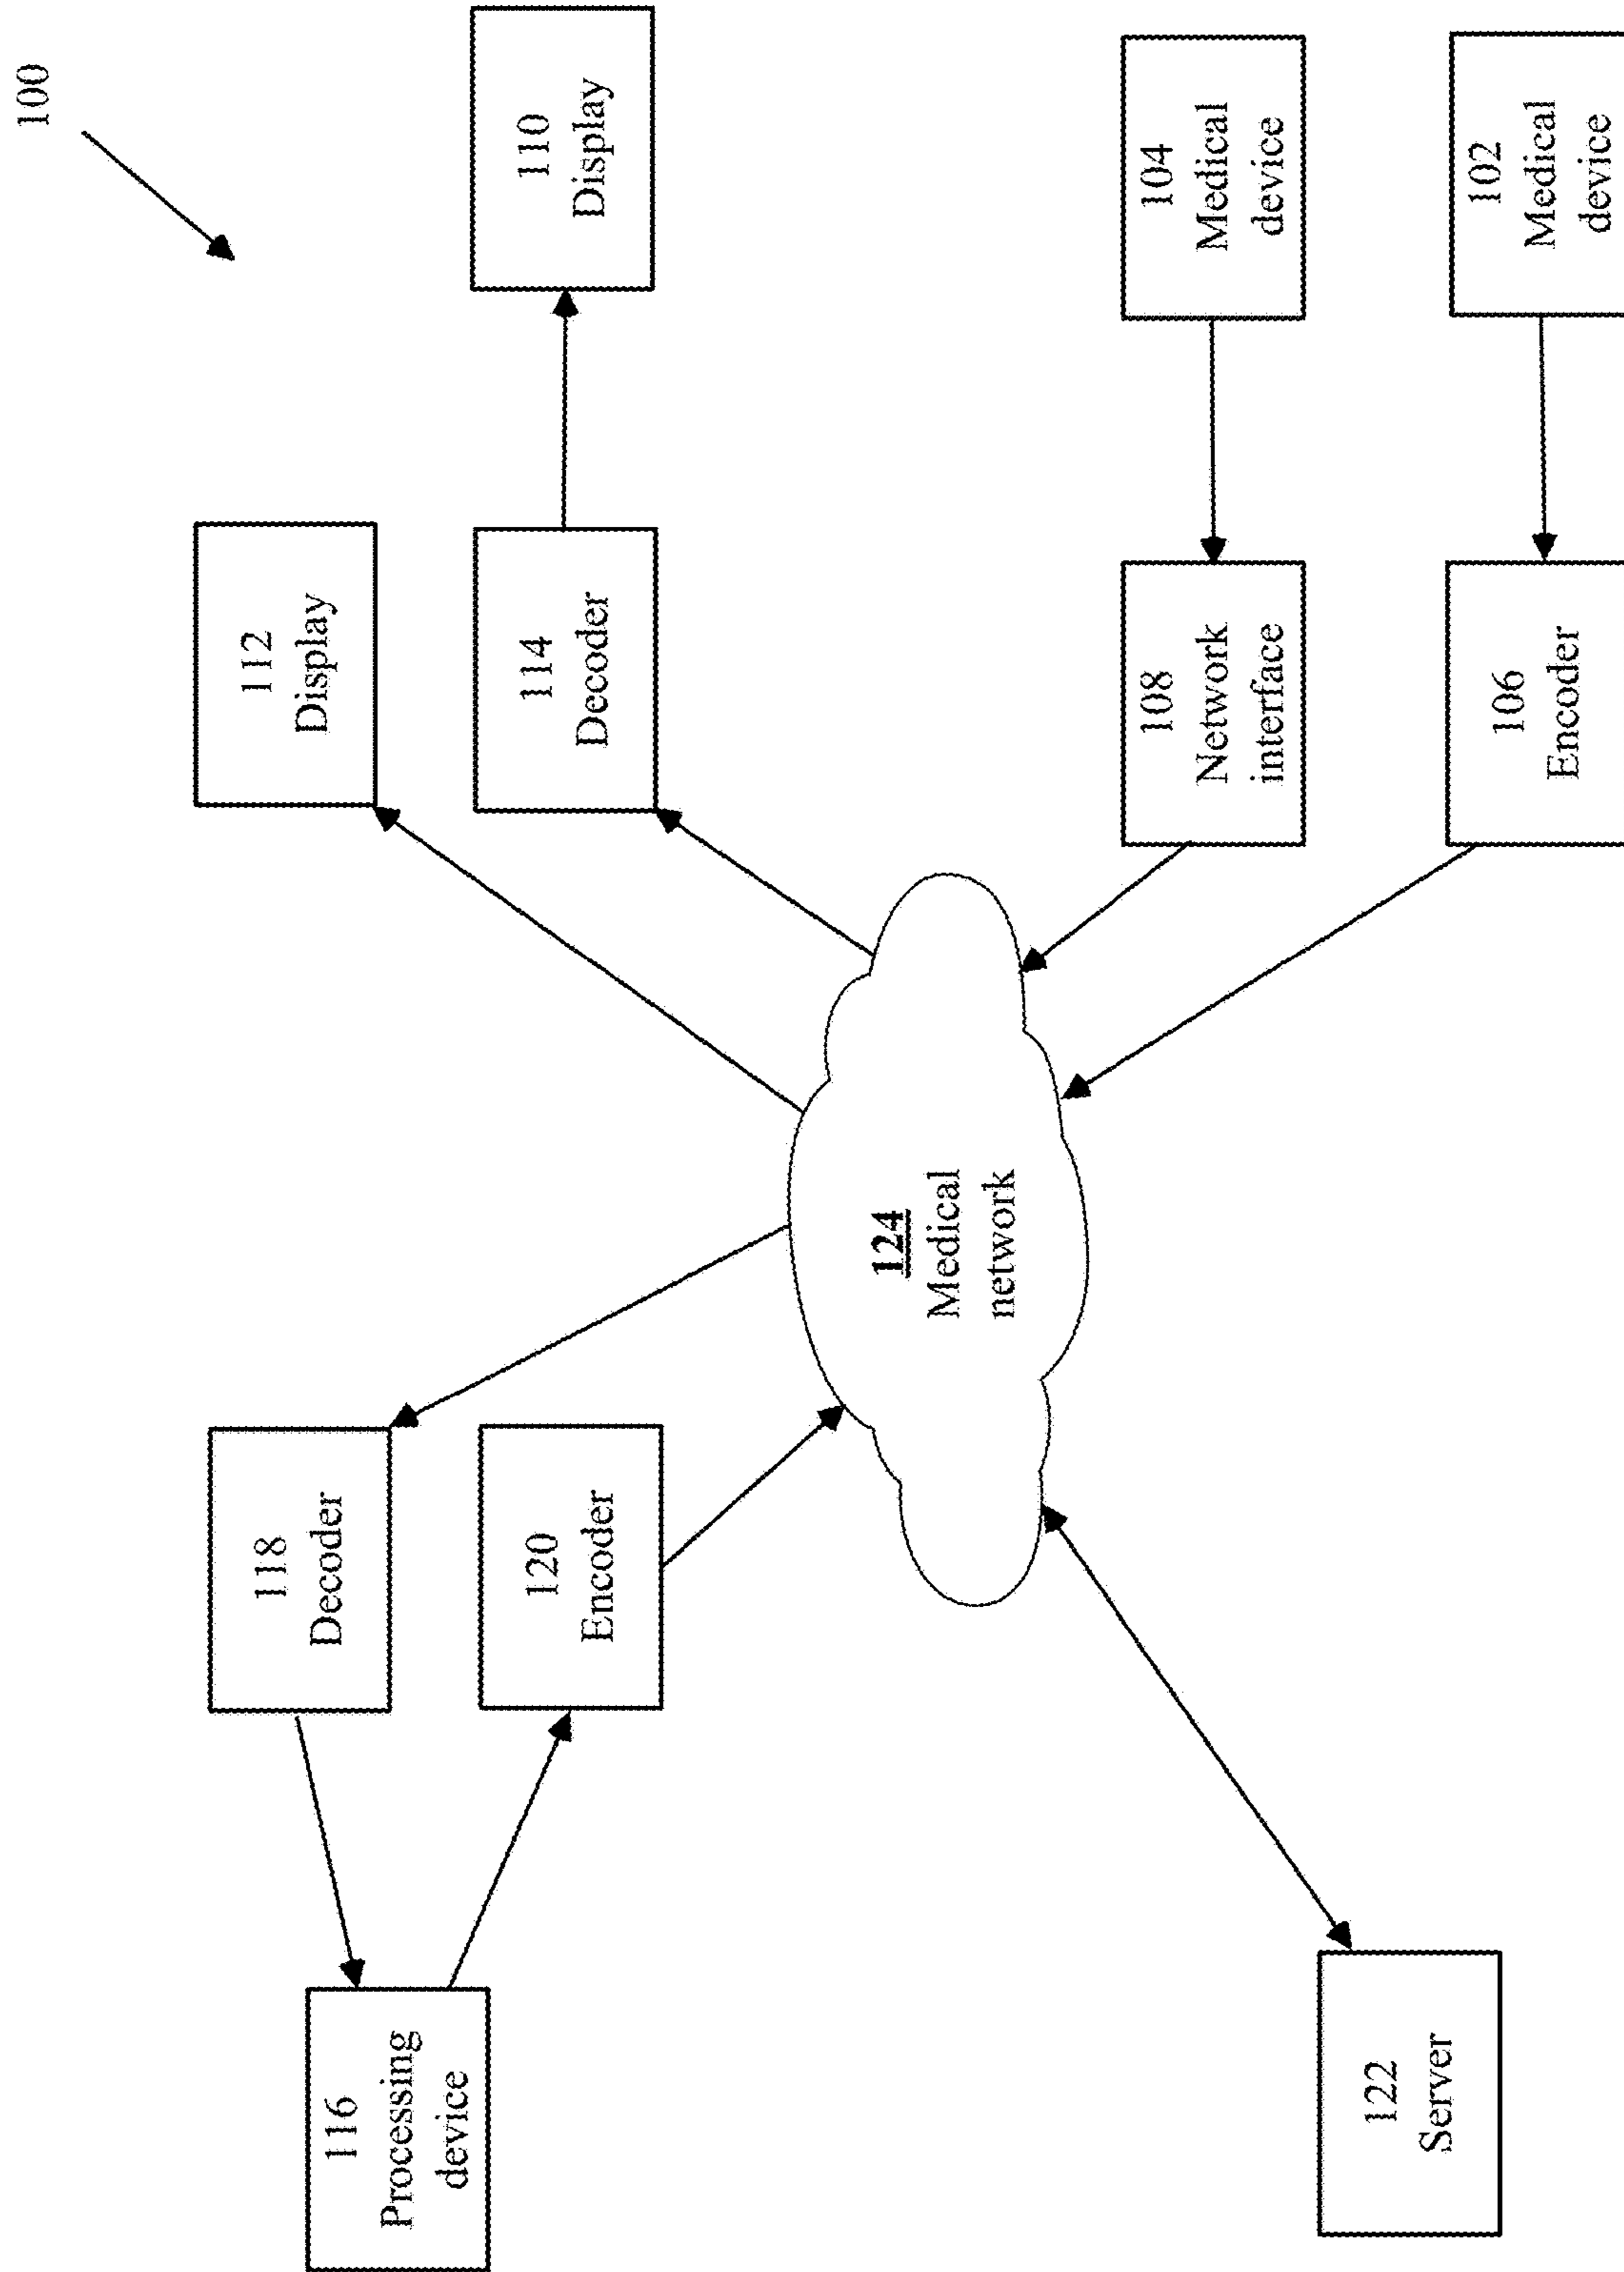 100
110
Display
112
Display
114
Decoder
104
Medical
device
102
Medical
device
108
Network
interface
106
Encoder
124
Medical
network
118
Decoder
120
Encoder
116
Processing
device
122
Server